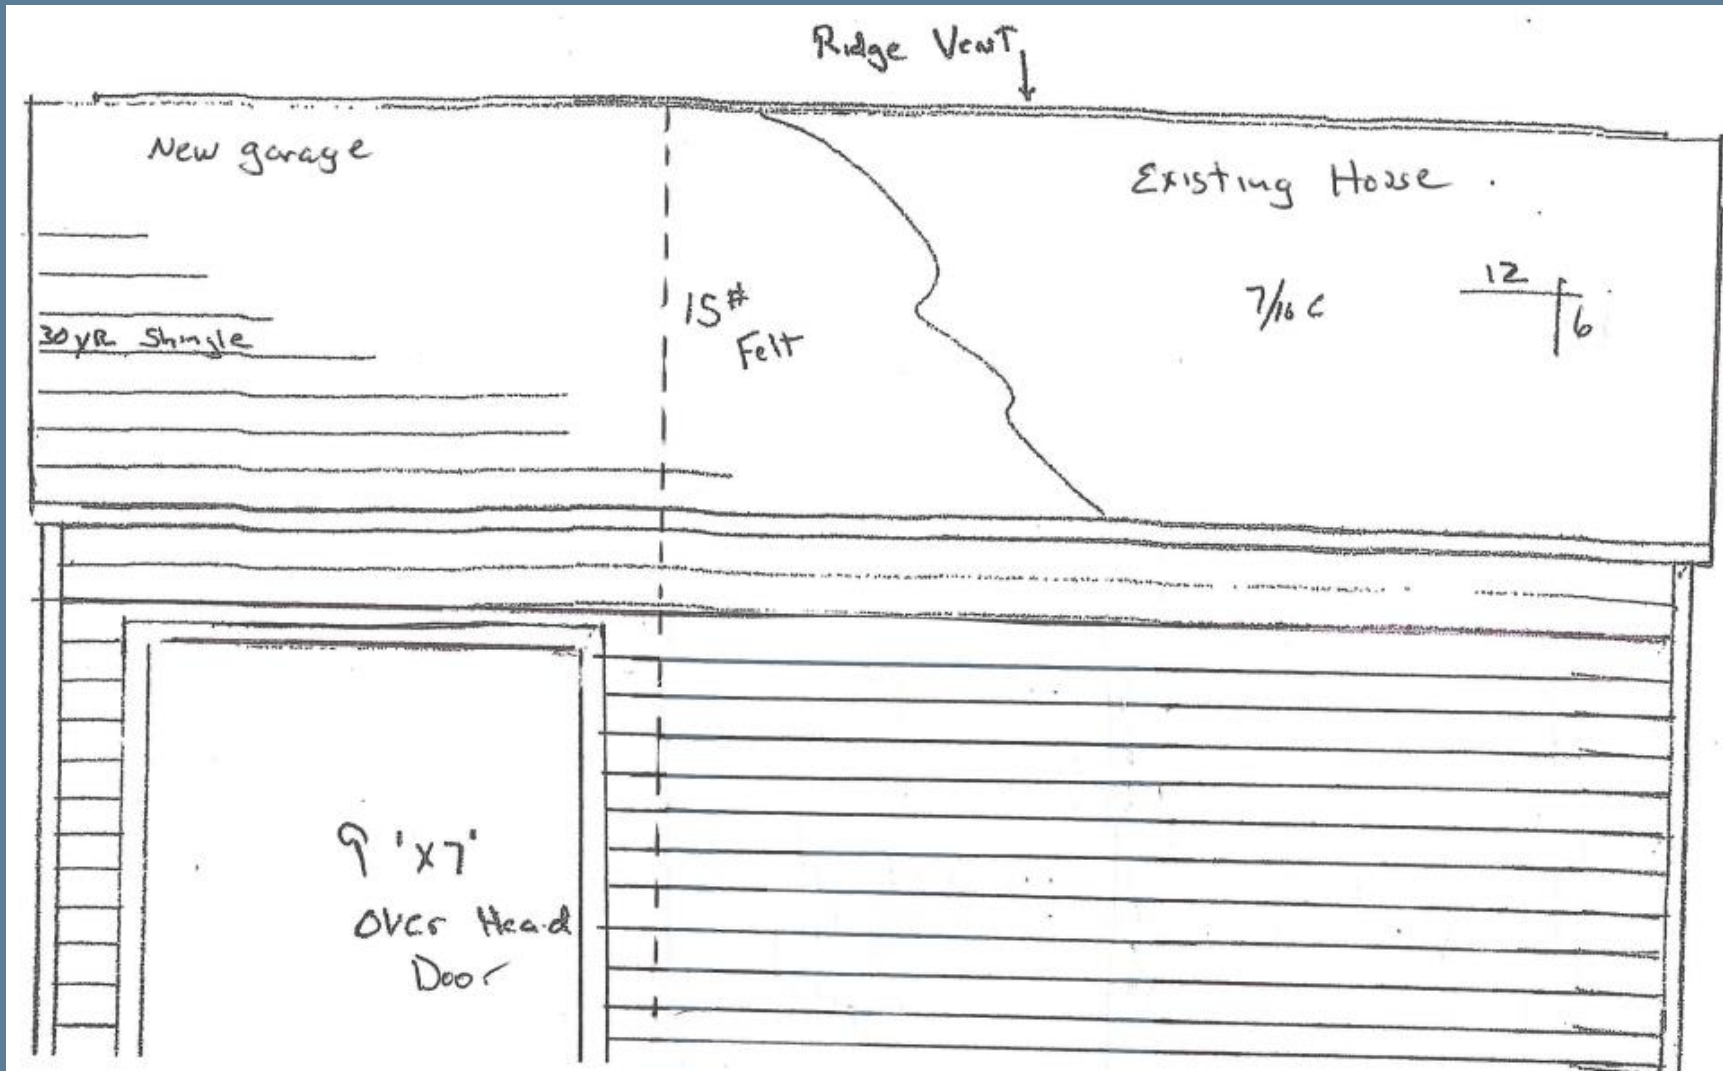 Ridge Vent
New garage
Existing House
30 yR Shingle
15# Felt
7/16 C
12
6
9'x7'
Over Head
Door